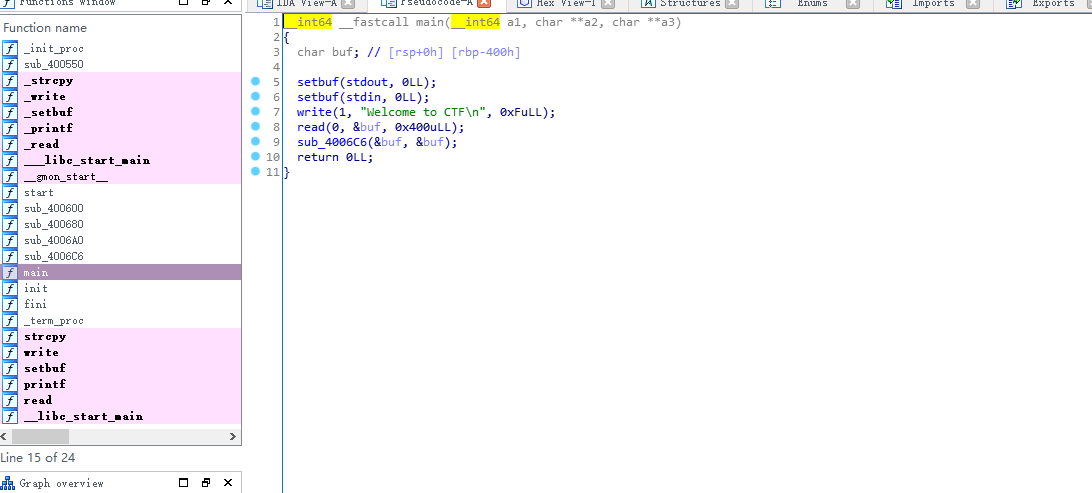 Functions window
IDA View-A
Pseudocode-A
Hex View-1
Structures
Enums
Imports
Exports
Function name
f _init_proc
f sub_400550
f _strcpy
f _write
f _setbuf
f _printf
f _read
f ___libc_start_main
f __gmon_start__
f start
f sub_400600
f sub_400680
f sub_4006A0
f sub_4006C6
f main
f init
f fini
f _term_proc
f strcpy
f write
f setbuf
f printf
f read
f __libc_start_main
Line 15 of 24
Graph overview
1 __int64 __fastcall main(__int64 a1, char **a2, char **a3)
2 {
3 char buf; // [rsp+0h] [rbp-400h]
4
5 setbuf(stdout, 0LL);
6 setbuf(stdin, 0LL);
7 write(1, "Welcome to CTF\n", 0xFuLL);
8 read(0, &buf, 0x400uLL);
9 sub_4006C6(&buf, &buf);
10 return 0LL;
11 }